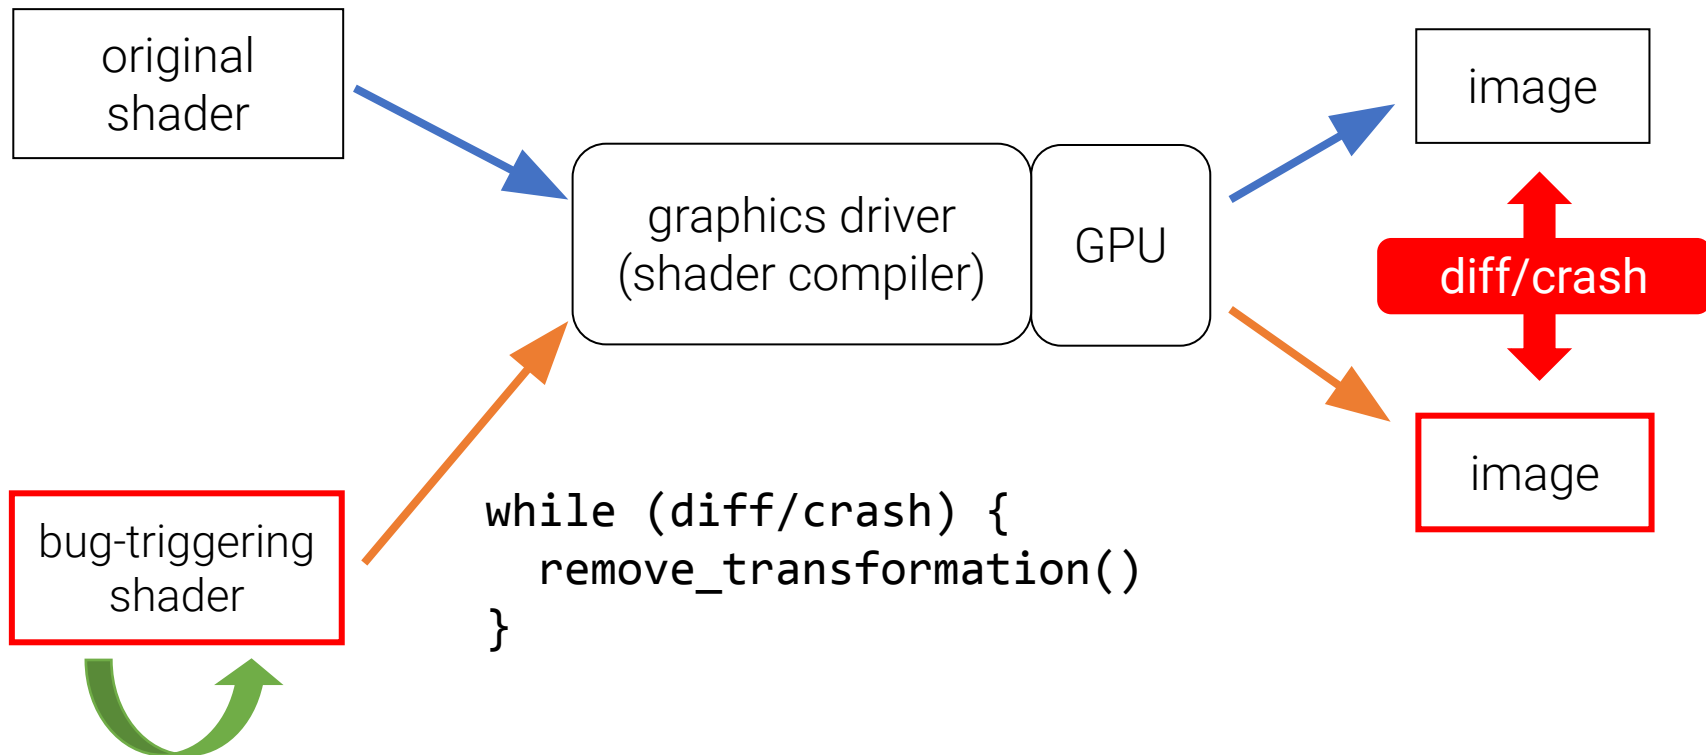 original
shader
image
graphics driver
(shader compiler)
GPU
diff/crash
bug-triggering
shader
while (diff/crash) {
  remove_transformation()
}
image